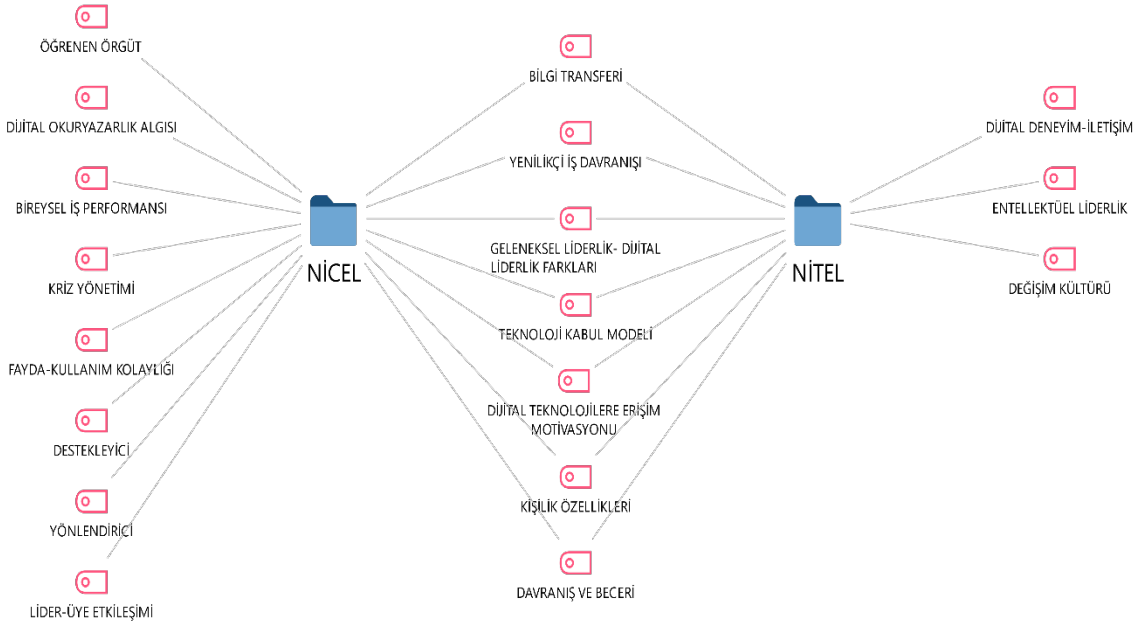 ÖĞRENEN ÖRGÜT
DİJİTAL OKURYAZARLIK ALGISI
BİREYSEL İŞ PERFORMANSI
KRİZ YÖNETİMİ
FAYDA-KULLANIM KOLAYLIĞI
DESTEKLEYİCİ
YÖNLENDİRİCİ
LİDER-ÜYE ETKİLEŞİMİ
NİCEL
BİLGİ TRANSFERİ
YENİLİKÇİ İŞ DAVRANIŞI
GELENEKSEL LİDERLİK- DİJİTAL
LİDERLİK FARKLARI
TEKNOLOJİ KABUL MODELİ
DİJİTAL TEKNOLOJİLERE ERİŞİM
MOTİVASYONU
KİŞİLİK ÖZELLİKLERİ
DAVRANIŞ VE BECERİ
NİTEL
DİJİTAL DENEYİM-İLETİŞİM
ENTELLEKTÜEL LİDERLİK
DEĞİŞİM KÜLTÜRÜ